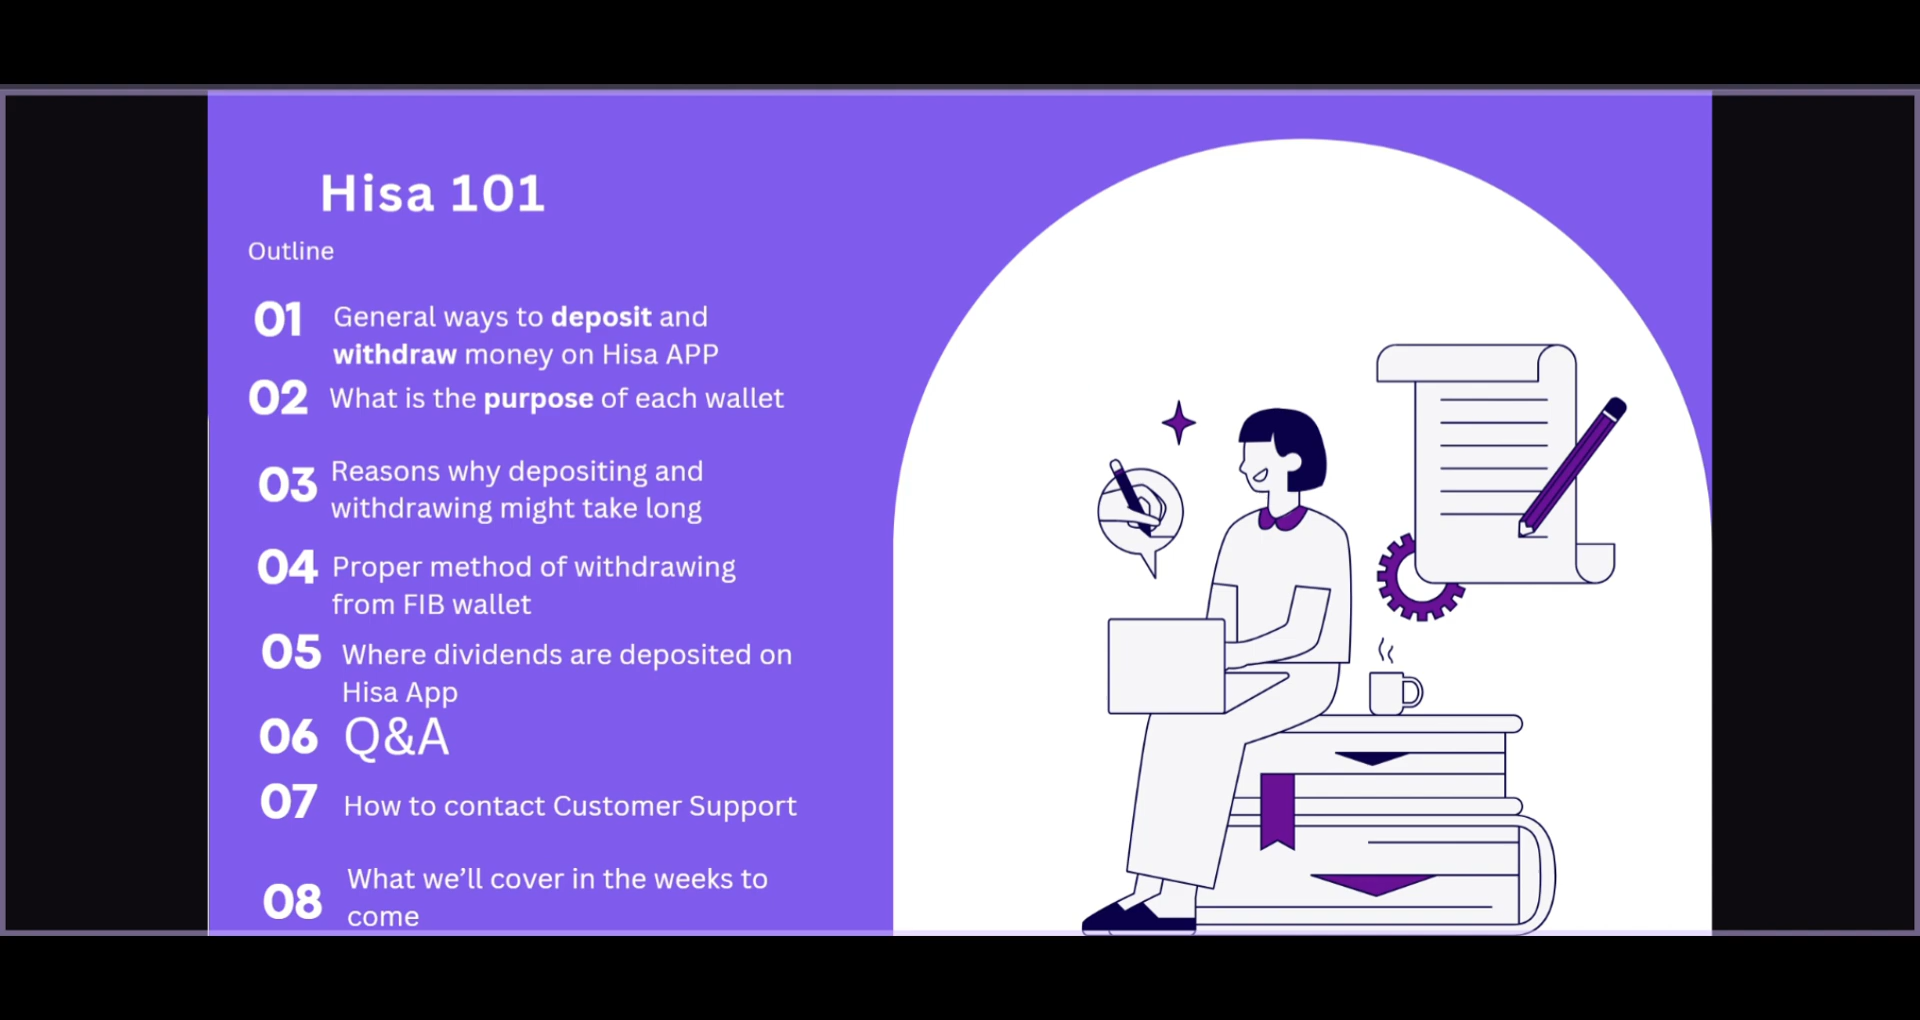 Hisa 101
Outline
01 General ways to deposit and
withdraw money on Hisa APP
02 What is the purpose of each wallet
03 Reasons why depositing and
withdrawing might take long
04 Proper method of withdrawing
from FIB wallet
05 Where dividends are deposited on
Hisa App
06 Q&A
07 How to contact Customer Support
08 What we’ll cover in the weeks to
come